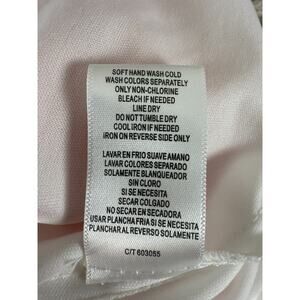 SOFT HAND WASH COLD
WASH COLORS SEPARATELY
ONLY NON-CHLORINE
BLEACH IF NEEDED
LINE DRY
DO NOT TUMBLE DRY
COOL IRON IF NEEDED
IRON ON REVERSE SIDE ONLY
LAVAR EN FRIO SUAVE AMANO
LAVAR COLORES SEPARADO
SOLAMENTE BLANQUEADOR
SIN CLORO
SI SE NECESITA
SECAR COLGADO
NO SECAR EN SECADORA
USAR PLANCHA FRIA SI SE NECESITA
PLANCHAR AL REVERSO SOLAMENTE
C/T 603055